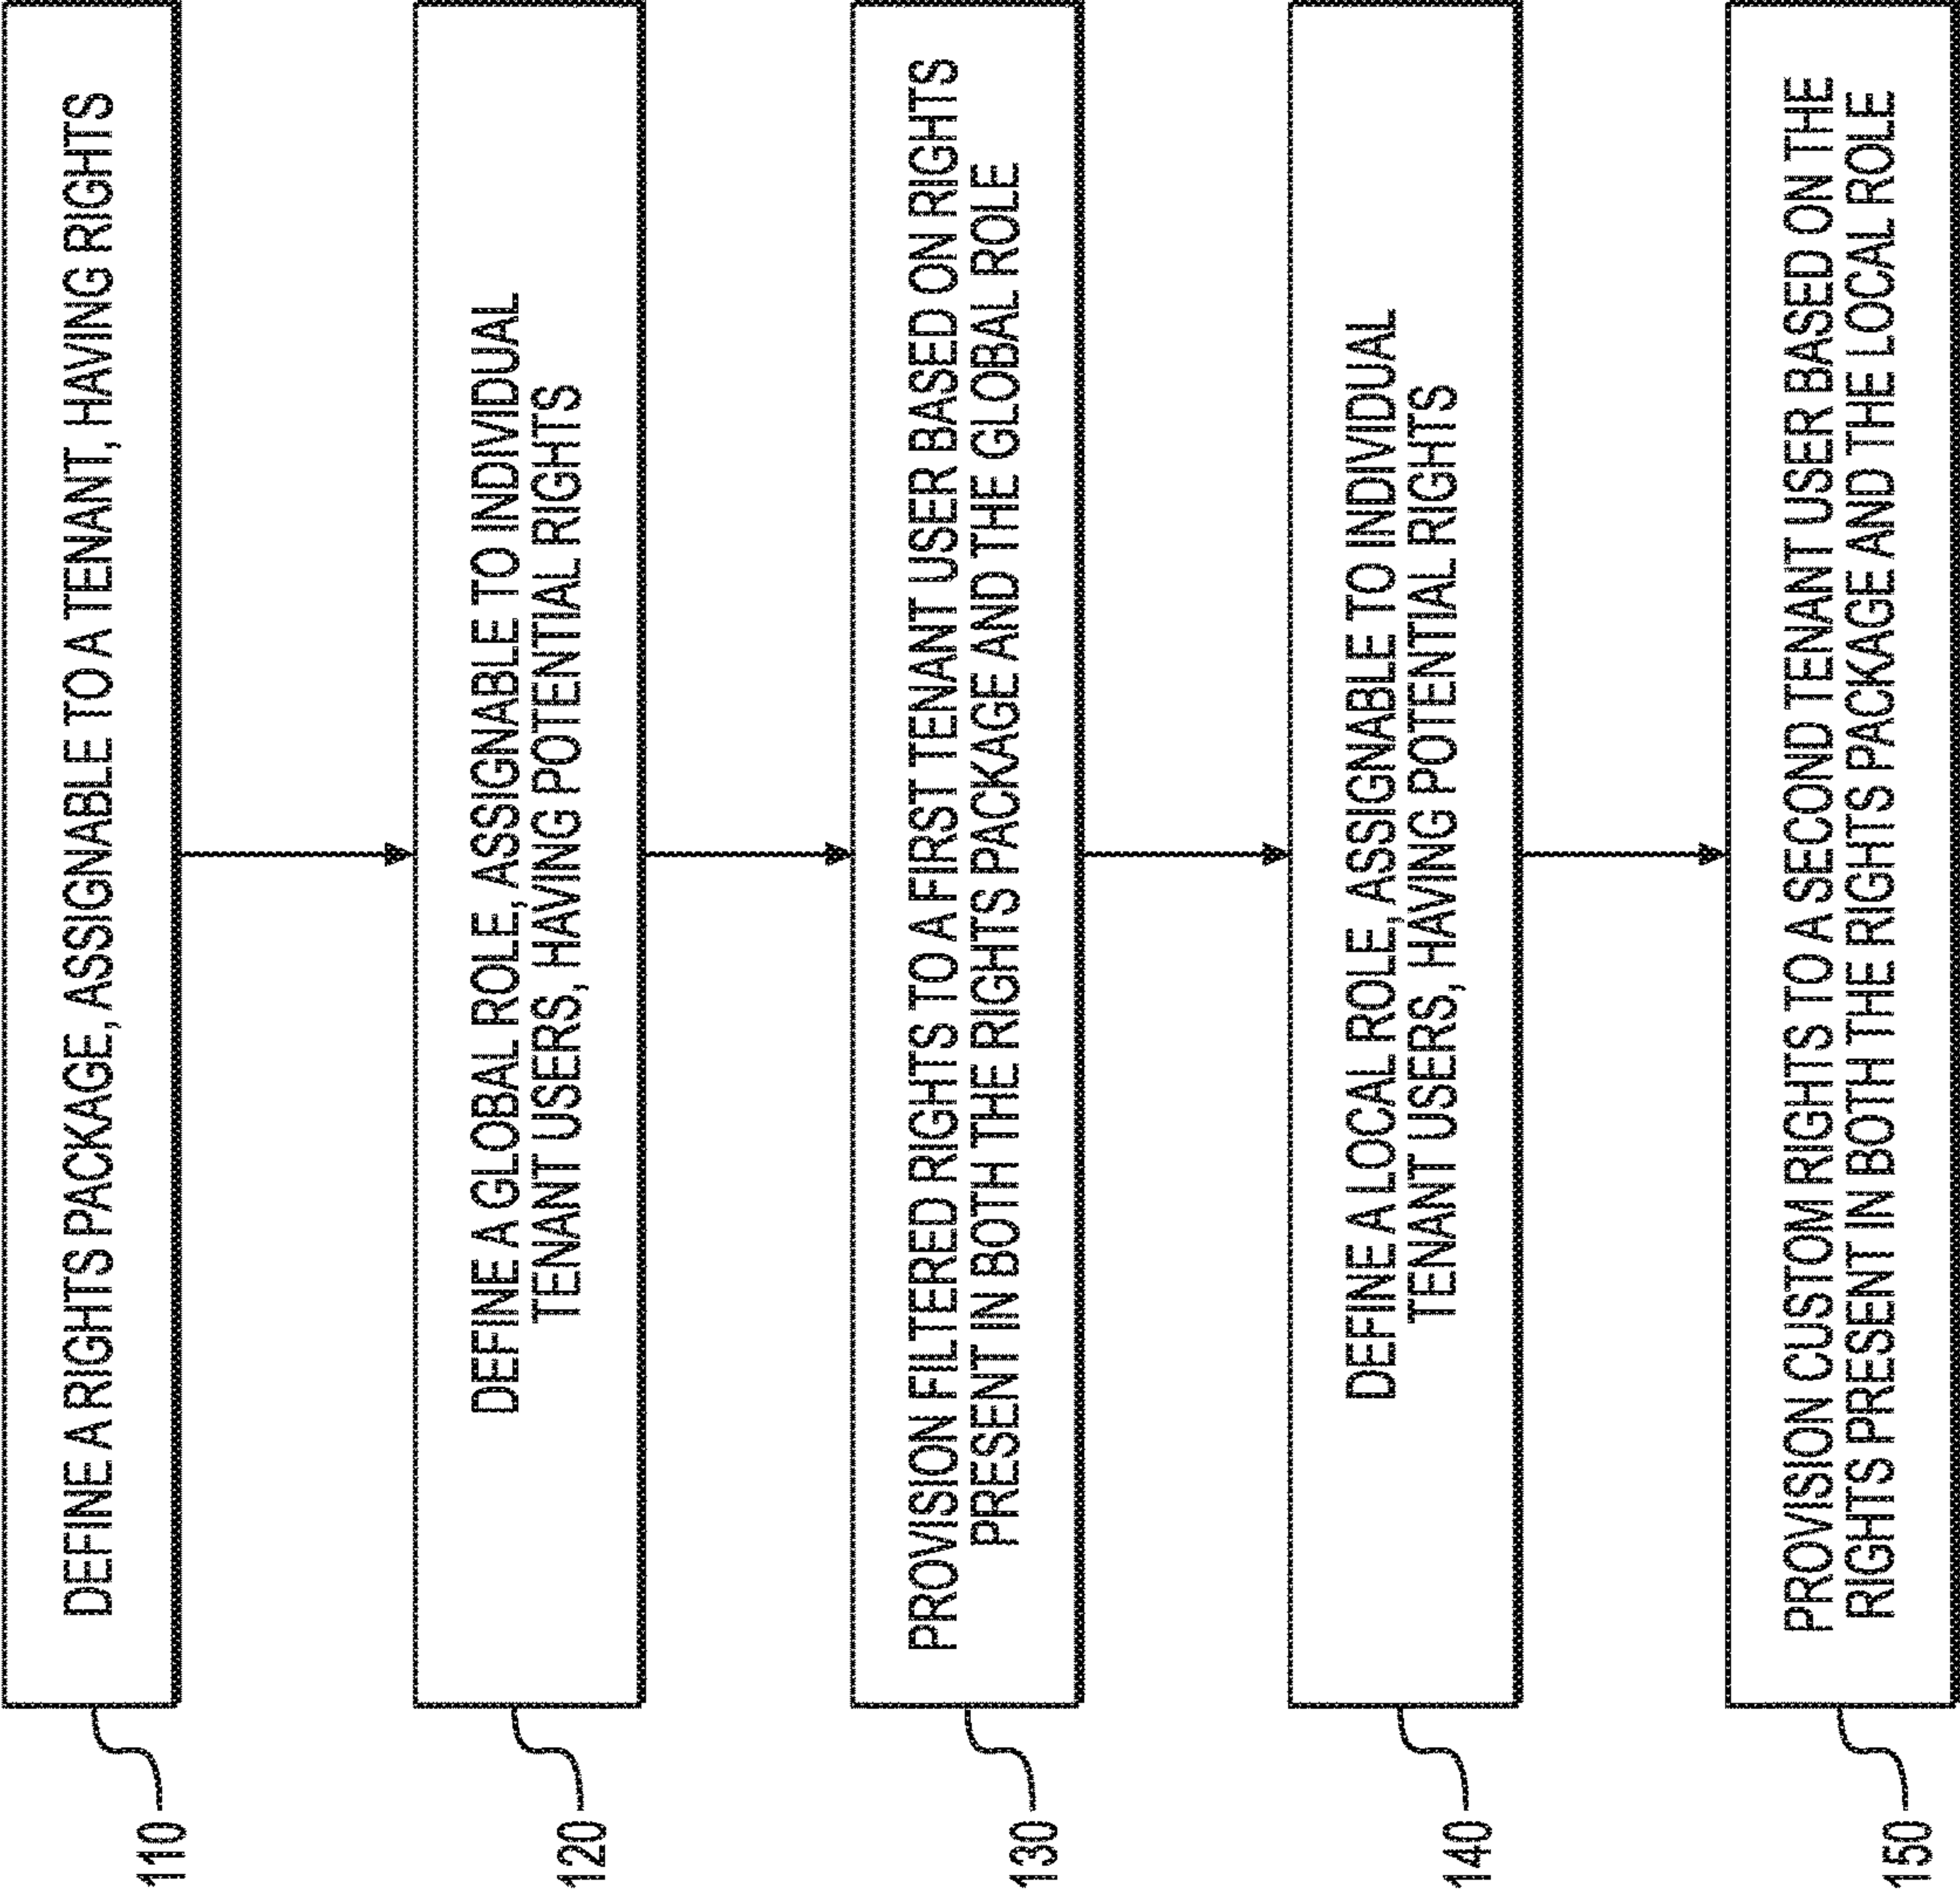 110
DEFINE A RIGHTS PACKAGE, ASSIGNABLE TO A TENANT, HAVING RIGHTS
120
DEFINE A GLOBAL ROLE, ASSIGNABLE TO INDIVIDUAL
TENANT USERS, HAVING POTENTIAL RIGHTS
130
PROVISION FILTERED RIGHTS TO A FIRST TENANT USER BASED ON RIGHTS
PRESENT IN BOTH THE RIGHTS PACKAGE AND THE GLOBAL ROLE
140
DEFINE A LOCAL ROLE, ASSIGNABLE TO INDIVIDUAL
TENANT USERS, HAVING POTENTIAL RIGHTS
150
PROVISION CUSTOM RIGHTS TO A SECOND TENANT USER BASED ON THE
RIGHTS PRESENT IN BOTH THE RIGHTS PACKAGE AND THE LOCAL ROLE